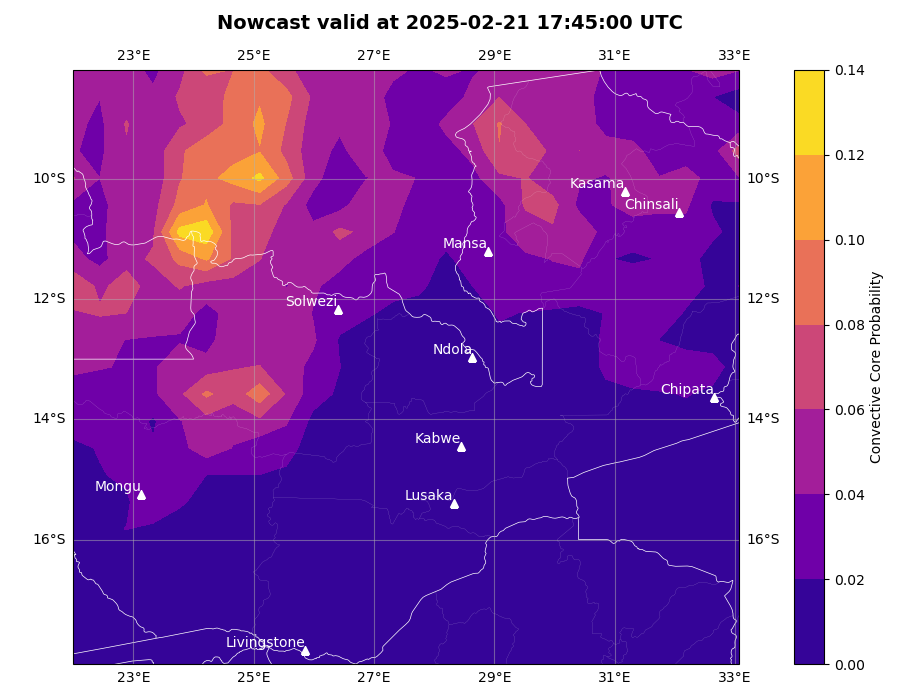 Nowcast valid at 2025-02-21 17:45:00 UTC
23°E 25°E 27°E 29°E 31°E 33°E
0.14
0.12
0.10
0.08
0.06
0.04
0.02
0.00
Convective Core Probability
10°S 10°S
12°S 12°S
14°S 14°S
16°S 16°S
Kasama
Chinsali
Mansa
Solwezi
Ndola
Chipata
Kabwe
Mongu
Lusaka
Livingstone
23°E 25°E 27°E 29°E 31°E 33°E